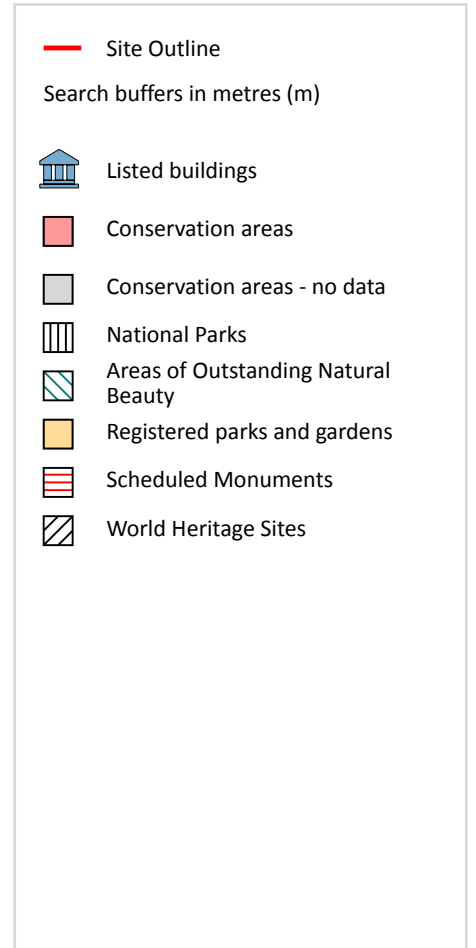 Site Outline
Search buffers in metres (m)
Listed buildings
Conservation areas
Conservation areas - no data
National Parks
Areas of Outstanding Natural
Beauty
Registered parks and gardens
Scheduled Monuments
World Heritage Sites